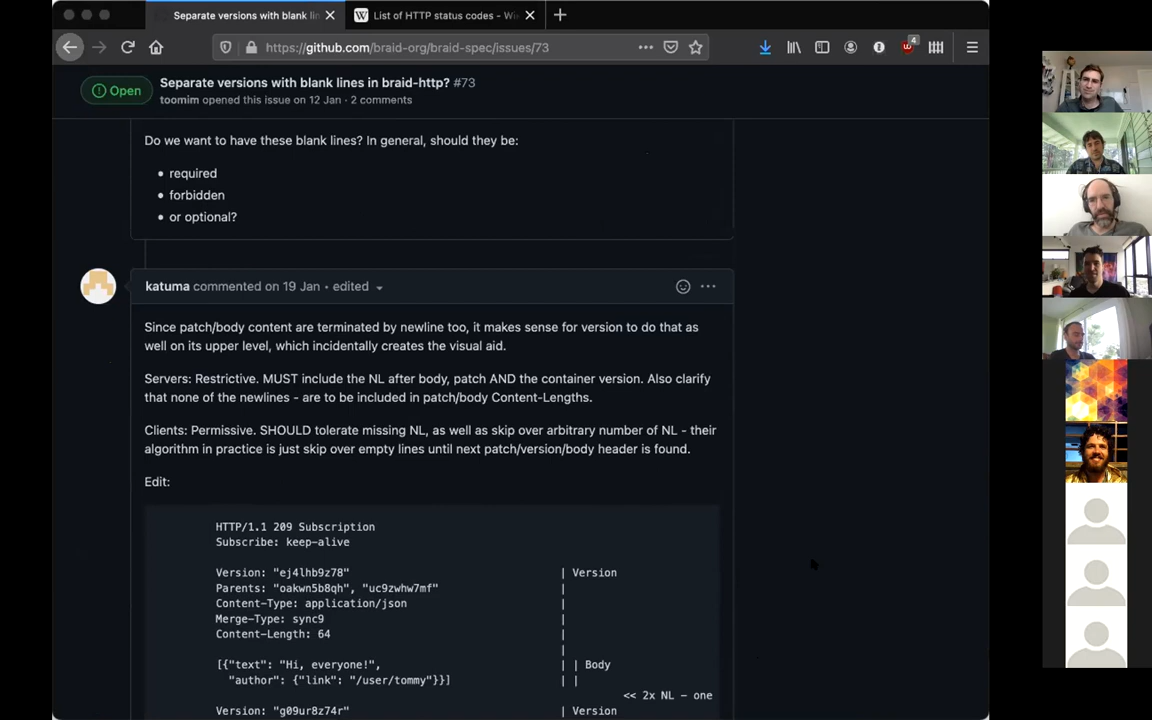 Separate versions with blank lin
List of HTTP status codes - Wi
https://github.com/braid-org/braid-spec/issues/73
4
Open
Separate versions with blank lines in braid-http? #73
toomim opened this issue on 12 Jan · 2 comments
Do we want to have these blank lines? In general, should they be:
• required
• forbidden
• or optional?
katuma commented on 19 Jan • edited
Since patch/body content are terminated by newline too, it makes sense for version to do that as
well on its upper level, which incidentally creates the visual aid.
Servers: Restrictive. MUST include the NL after body, patch AND the container version. Also clarify
that none of the newlines - are to be included in patch/body Content-Lengths.
Clients: Permissive. SHOULD tolerate missing NL, as well as skip over arbitrary number of NL - their
algorithm in practice is just skip over empty lines until next patch/version/body header is found.
Edit:
HTTP/1.1 209 Subscription
Subscribe: keep-alive
Version: "ej4lhb9z78" | Version
Parents: "oakwn5b8qh", "uc9zwhw7mf" |
Content-Type: application/json |
Merge-Type: sync9 |
Content-Length: 64 |
|
[{"text": "Hi, everyone!", | | Body
"author": {"link": "/user/tommy"}}] | |
<< 2x NL - one
Version: "g09ur8z74r" | Version